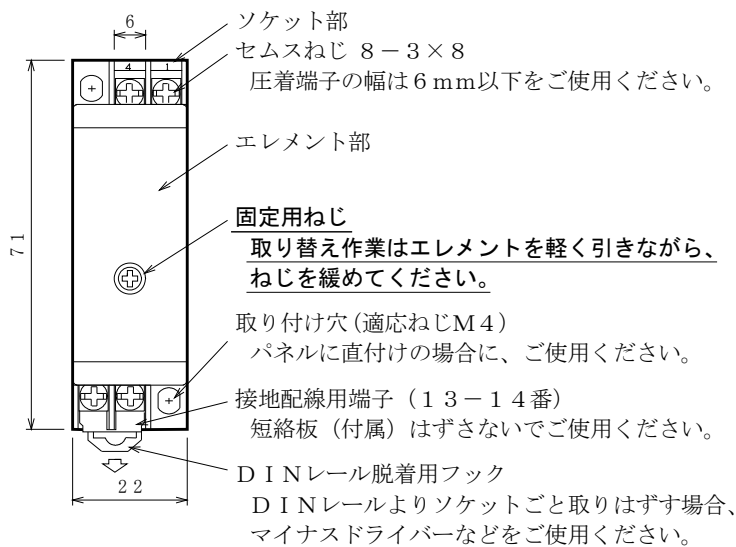 6
ソケット部
セムスねじ ８－３×８
圧着端子の幅は６ｍｍ以下をご使用ください。
4 1
エレメント部
固定用ねじ
取り替え作業はエレメントを軽く引きながら、
ねじを緩めてください。
７１
取り付け穴（適応ねじＭ４）
パネルに直付けの場合に、ご使用ください。
接地配線用端子（１３－１４番）
短絡板（付属）はずさないでご使用ください。
ＤＩＮレール脱着用フック
２２
ＤＩＮレールよりソケットごと取りはずす場合、
マイナスドライバーなどをご使用ください。